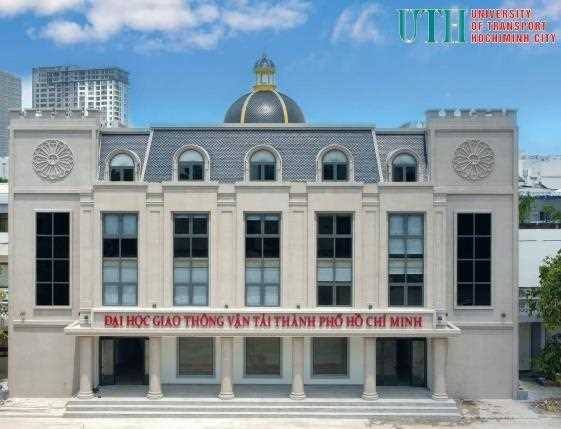 UTH UNIVERSITY
OF TRANSPORT
HOCHIMINH CITY
ĐẠI HỌC GIAO THÔNG VẬN TẢI THÀNH PHỐ HỒ CHÍ MINH